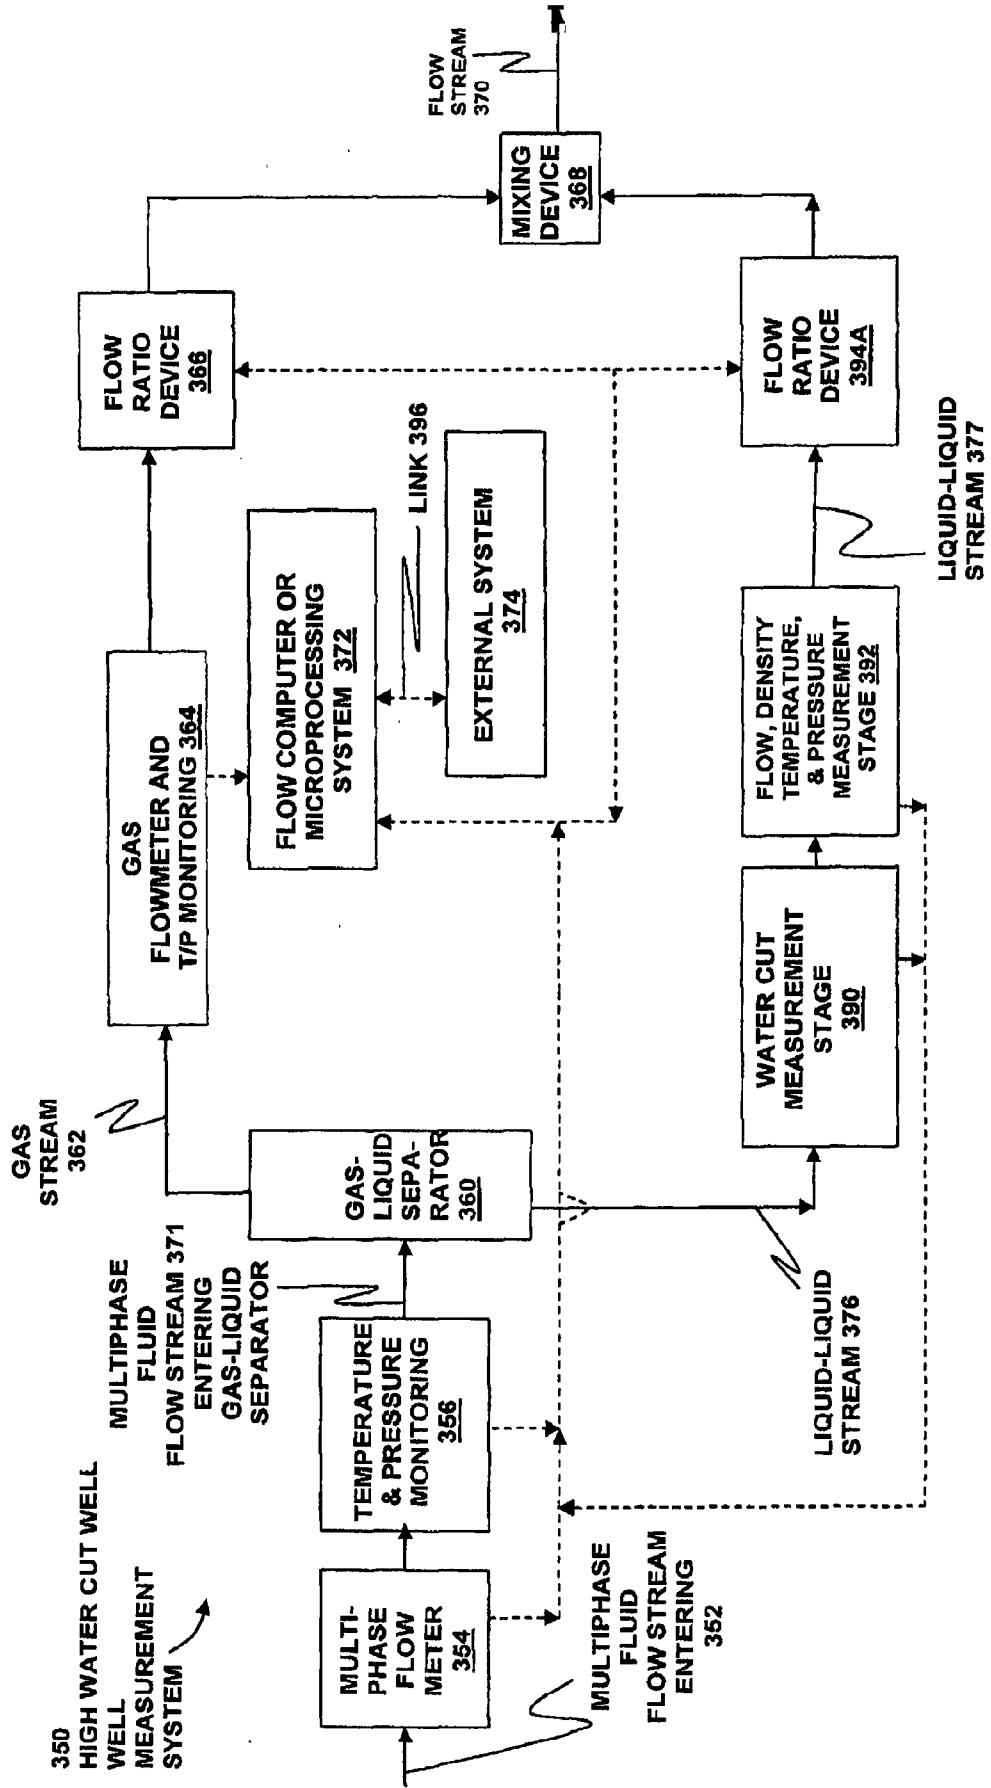 350
HIGH WATER CUT WELL
WELL
MEASUREMENT
SYSTEM
MULTIPHASE
FLUID
FLOW STREAM 371
ENTERING
GAS-LIQUID
SEPARATOR
GAS
STREAM
362
MULTI-
PHASE
FLOW
METER
354
TEMPERATURE
& PRESSURE
MONITORING
356
GAS-
LIQUID
SEPA-
RATOR
360
MULTIPHASE
FLUID
FLOW STREAM
ENTERING
352
LIQUID-LIQUID
STREAM 376
GAS
FLOWMETER AND
T/P MONITORING 364
FLOW COMPUTER OR
MICROPROCESSING
SYSTEM 372
LINK 396
EXTERNAL SYSTEM
374
WATER CUT
MEASUREMENT
STAGE
390
FLOW, DENSITY
TEMPERATURE,
& PRESSURE
MEASUREMENT
STAGE 392
LIQUID-LIQUID
STREAM 377
FLOW
RATIO
DEVICE
366
FLOW
RATIO
DEVICE
394A
MIXING
DEVICE
368
FLOW
STREAM
370